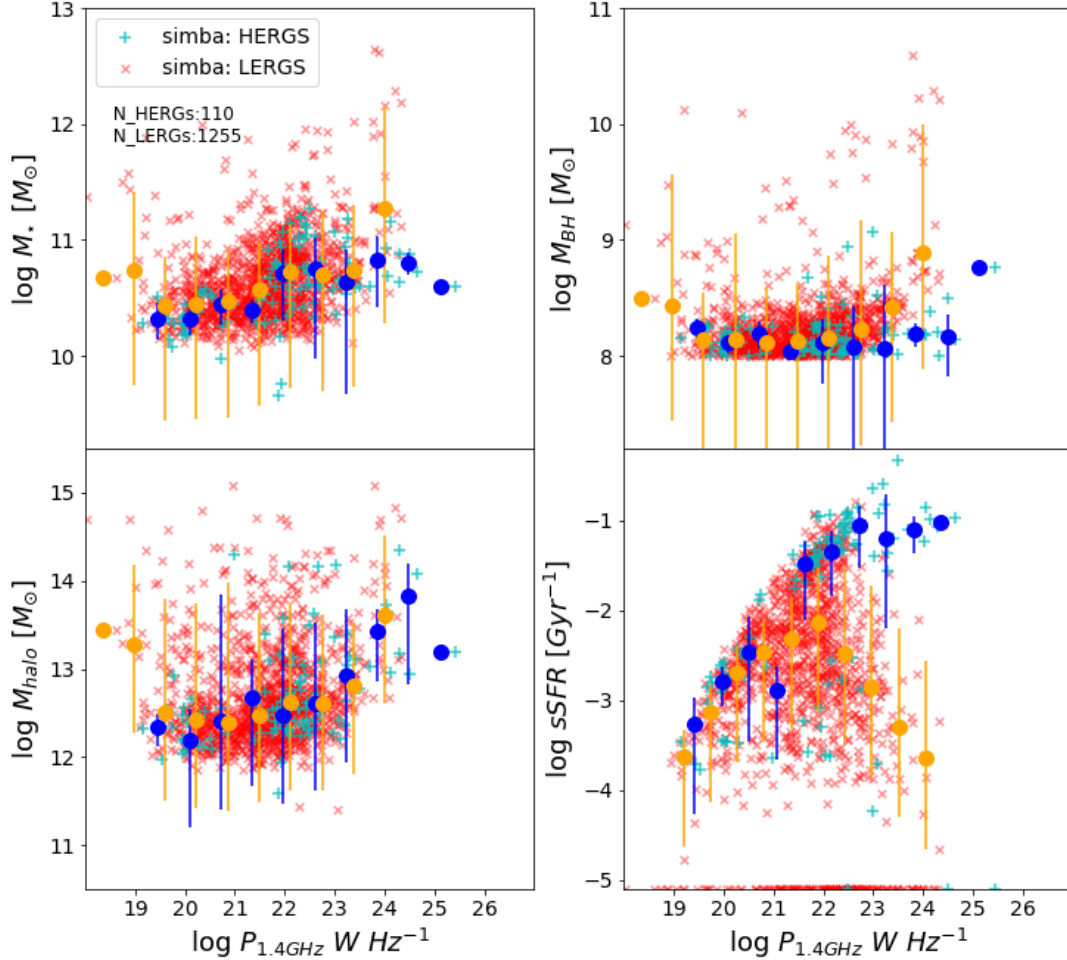 13
12
11
10
log M⋆ [M⊙]
+ simba: HERGS
× simba: LERGS
N_HERGs:110
N_LERGs:1255
11
10
9
8
log M_BH [M⊙]
15
14
13
12
11
log M_halo [M⊙]
19 20 21 22 23 24 25 26
log P_1.4GHz W Hz⁻¹
−1
−2
−3
−4
−5
log sSFR [Gyr⁻¹]
19 20 21 22 23 24 25 26
log P_1.4GHz W Hz⁻¹